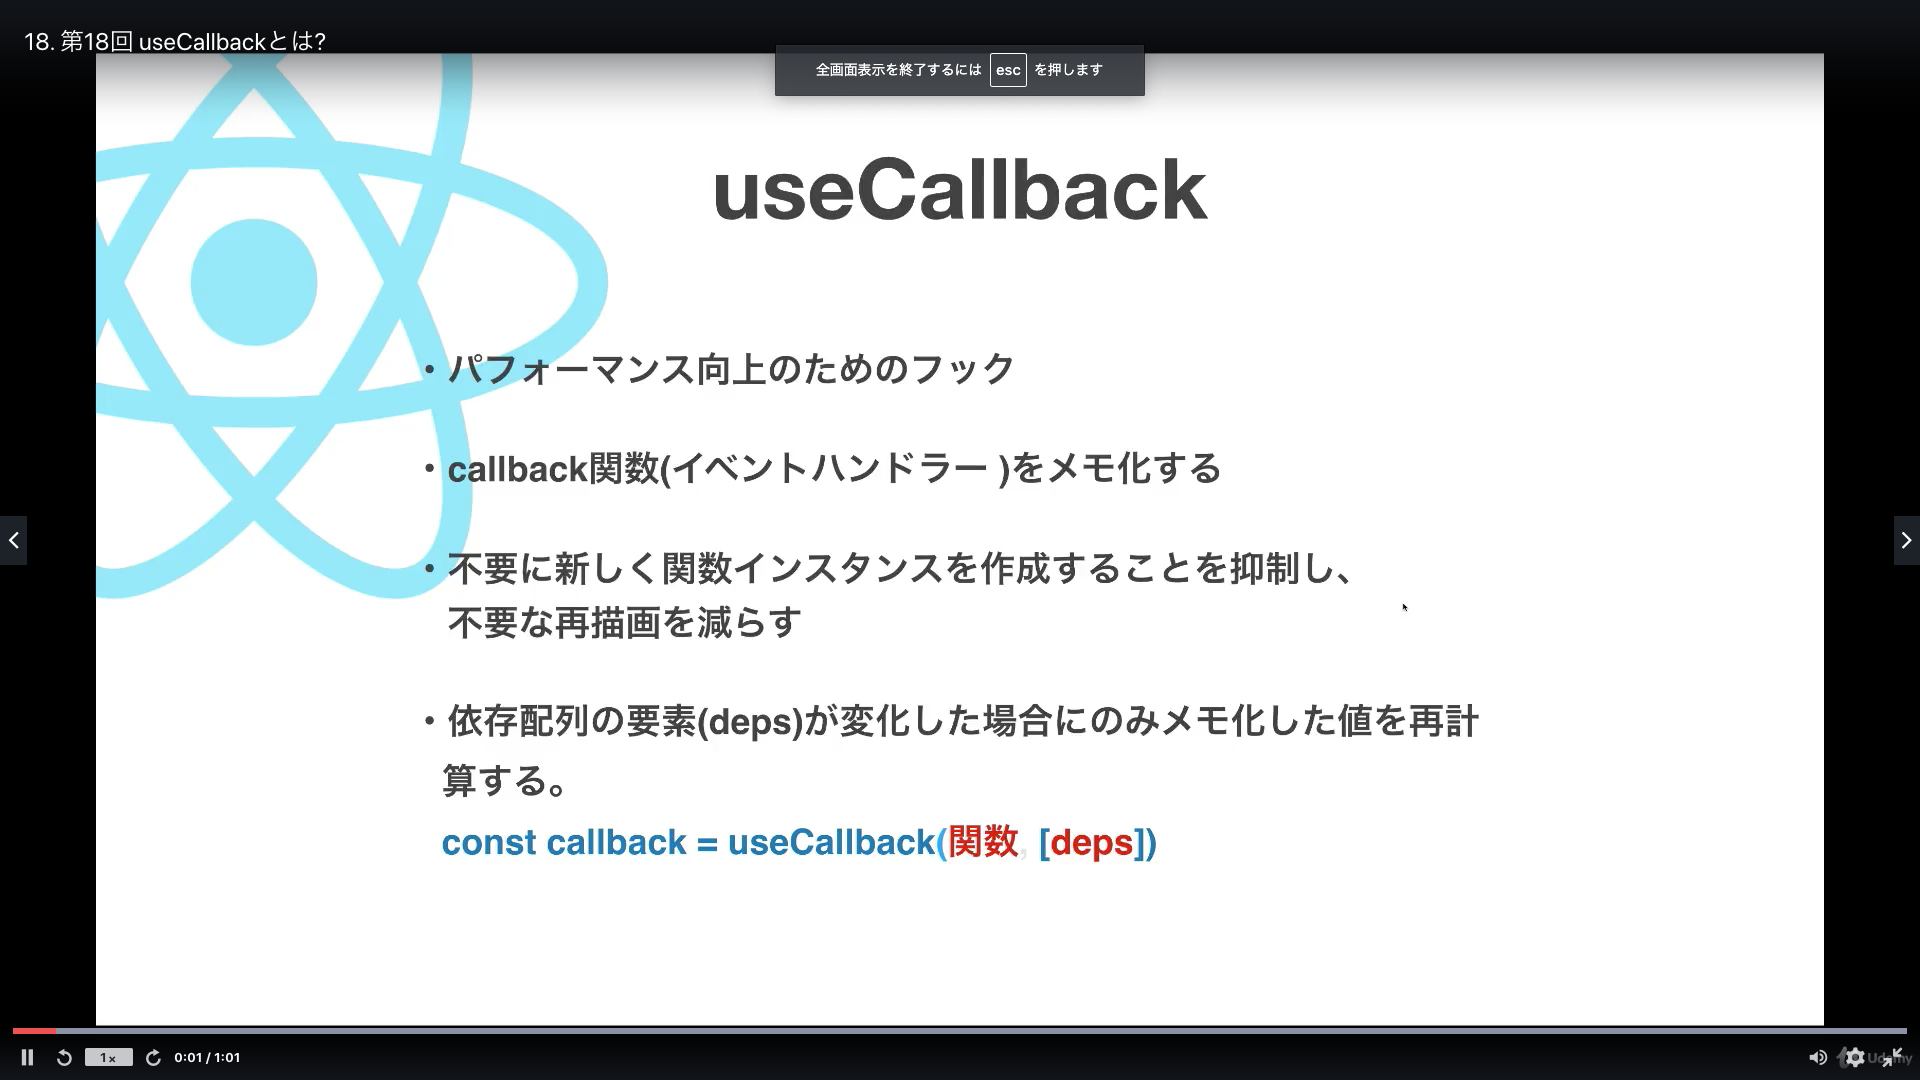 18. 第18回 useCallbackとは?
全画面表示を終了するには esc を押します
useCallback
・パフォーマンス向上のためのフック
・callback関数(イベントハンドラー )をメモ化する
・不要に新しく関数インスタンスを作成することを抑制し、
不要な再描画を減らす
・依存配列の要素(deps)が変化した場合にのみメモ化した値を再計
算する。
const callback = useCallback(関数, [deps])
1x 0:01 / 1:01
Udemy